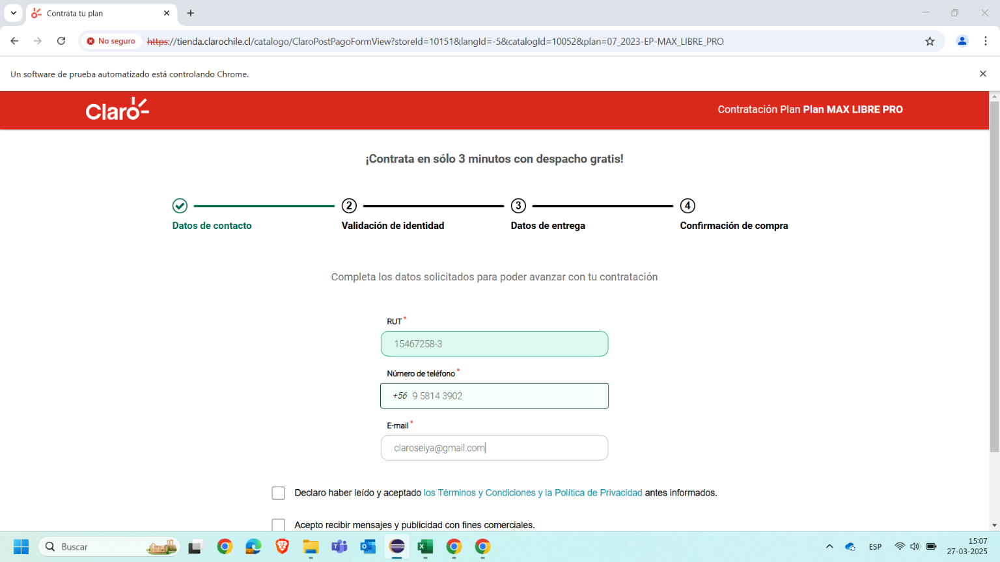 Contrata tu plan
No seguro
https://tienda.clarochile.cl/catalogo/ClaroPostPagoFormView?storeId=10151&langId=-5&catalogId=10052&plan=07_2023-EP-MAX_LIBRE_PRO
Un software de prueba automatizado está controlando Chrome.
Claro
Contratación Plan Plan MAX LIBRE PRO
¡Contrata en sólo 3 minutos con despacho gratis!
2
3
4
Datos de contacto
Validación de identidad
Datos de entrega
Confirmación de compra
Completa los datos solicitados para poder avanzar con tu contratación
RUT *
15467258-3
Número de teléfono *
+56 9 5814 3902
E-mail *
claroseiya@gmail.com
Declaro haber leído y aceptado los Términos y Condiciones y la Política de Privacidad antes informados.
Acepto recibir mensajes y publicidad con fines comerciales.
Buscar
ESP
15:07
27-03-2025